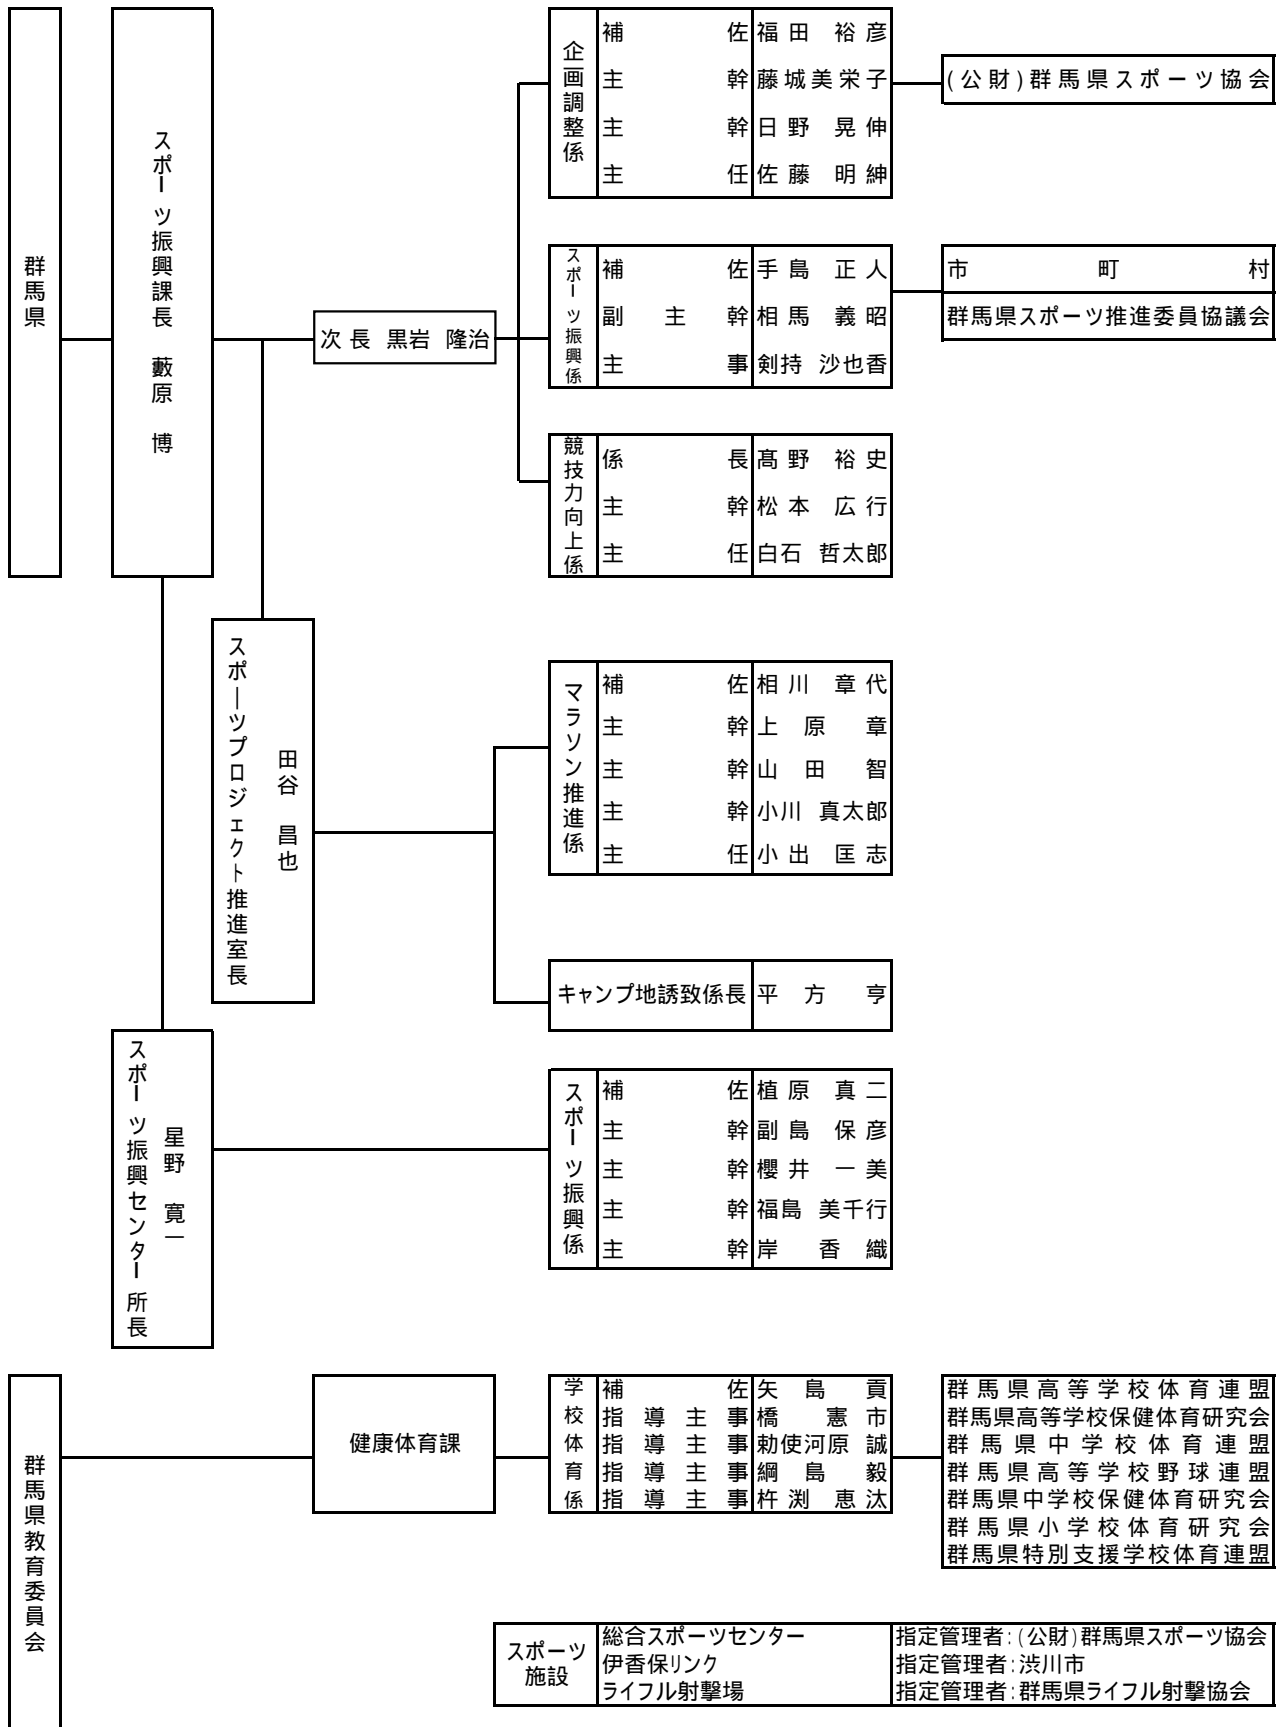 群馬県
スポーツ振興課長 藪原 博
次長 黒岩 隆治
企画調整係
補佐 福田 裕彦
主幹 藤城美栄子
主幹 日野 晃伸
主任 佐藤 明紳
(公財)群馬県スポーツ協会
スポーツ振興係
補佐 手島 正人
副主幹 相馬 義昭
主事 剣持 沙也香
市町村
群馬県スポーツ推進委員協議会
競技力向上係
係長 髙野 裕史
主幹 松本 広行
主任 白石 哲太郎
スポーツプロジェクト推進室長
田谷 昌也
マラソン推進係
補佐 相川 章代
主幹 上原 章
主幹 山田 智
主幹 小川 真太郎
主任 小出 匡志
キャンプ地誘致係長 平方 亨
スポーツ振興センター所長
星野 寛一
スポーツ振興係
補佐 植原 真二
主幹 副島 保彦
主幹 櫻井 一美
主幹 福島 美千行
主幹 岸 香織
群馬県教育委員会
健康体育課
学校体育係
補佐 矢島 貢
指導主事 橋 憲市
指導主事 勅使河原 誠
指導主事 綱島 毅
指導主事 杵渕 恵汰
群馬県高等学校体育連盟
群馬県高等学校保健体育研究会
群馬県中学校体育連盟
群馬県高等学校野球連盟
群馬県中学校保健体育研究会
群馬県小学校体育研究会
群馬県特別支援学校体育連盟
スポーツ
施設
総合スポーツセンター 指定管理者:(公財)群馬県スポーツ協会
伊香保リンク 指定管理者:渋川市
ライフル射撃場 指定管理者:群馬県ライフル射撃協会